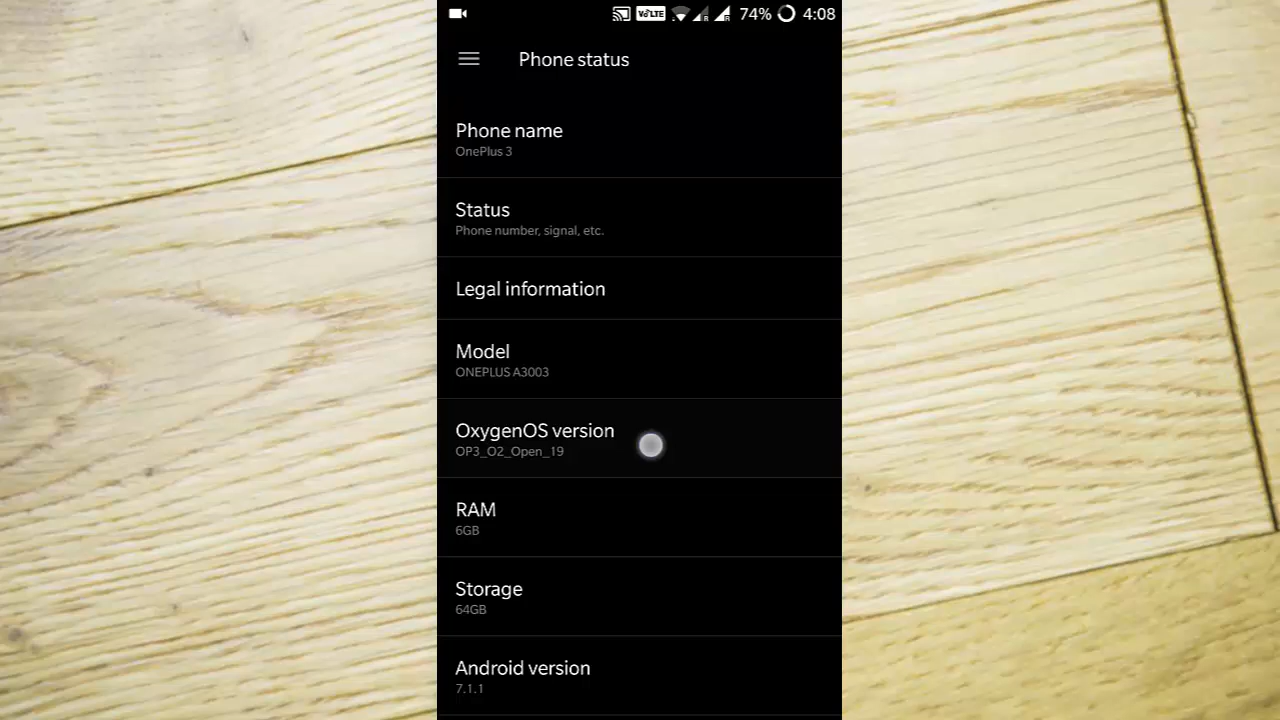 VoLTE 74% 4:08
Phone status
Phone name
OnePlus 3
Status
Phone number, signal, etc.
Legal information
Model
ONEPLUS A3003
OxygenOS version
OP3_O2_Open_19
RAM
6GB
Storage
64GB
Android version
7.1.1